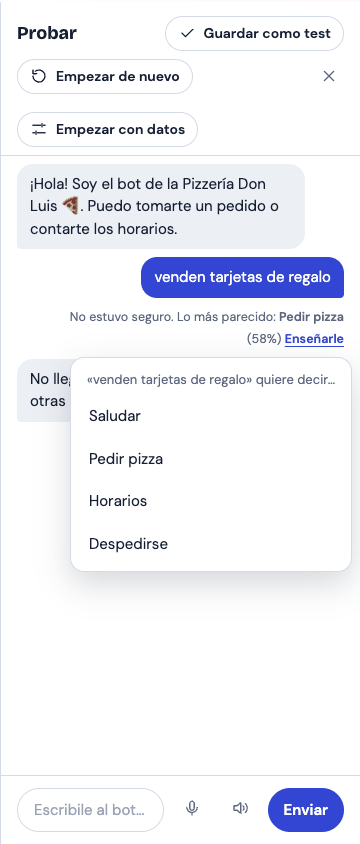 Probar
Guardar como test
Empezar de nuevo
Empezar con datos
¡Hola! Soy el bot de la Pizzería Don
Luis 🍕. Puedo tomarte un pedido o
contarte los horarios.
venden tarjetas de regalo
No estuvo seguro. Lo más parecido: Pedir pizza
(58%) Enseñarle
No
otras
«venden tarjetas de regalo» quiere decir...
Saludar
Pedir pizza
Horarios
Despedirse
Escribile al bot...
Enviar